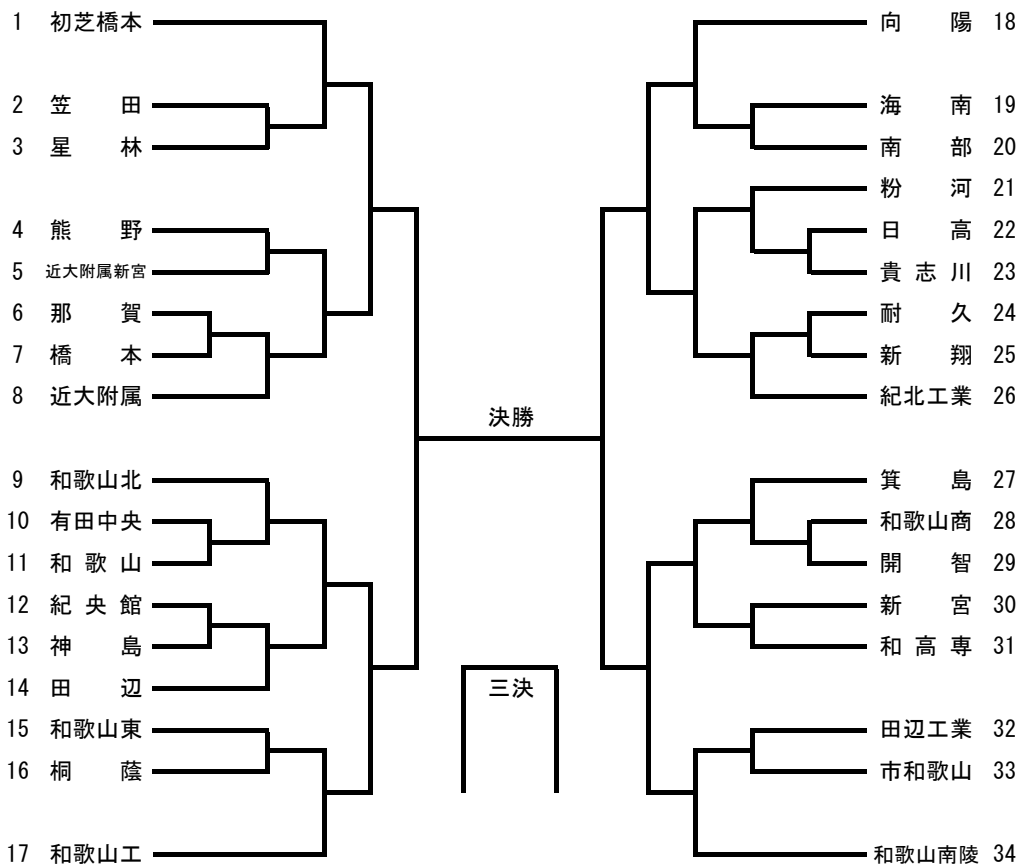 1 初芝橋本
2 笠田
3 星林
4 熊野
5 近大附属新宮
6 那賀
7 橋本
8 近大附属
9 和歌山北
10 有田中央
11 和歌山
12 紀央館
13 神島
14 田辺
15 和歌山東
16 桐蔭
17 和歌山工
決勝
三決
向陽 18
海南 19
南部 20
粉河 21
日高 22
貴志川 23
耐久 24
新翔 25
紀北工業 26
箕島 27
和歌山商 28
開智 29
新宮 30
和高専 31
田辺工業 32
市和歌山 33
和歌山南陵 34